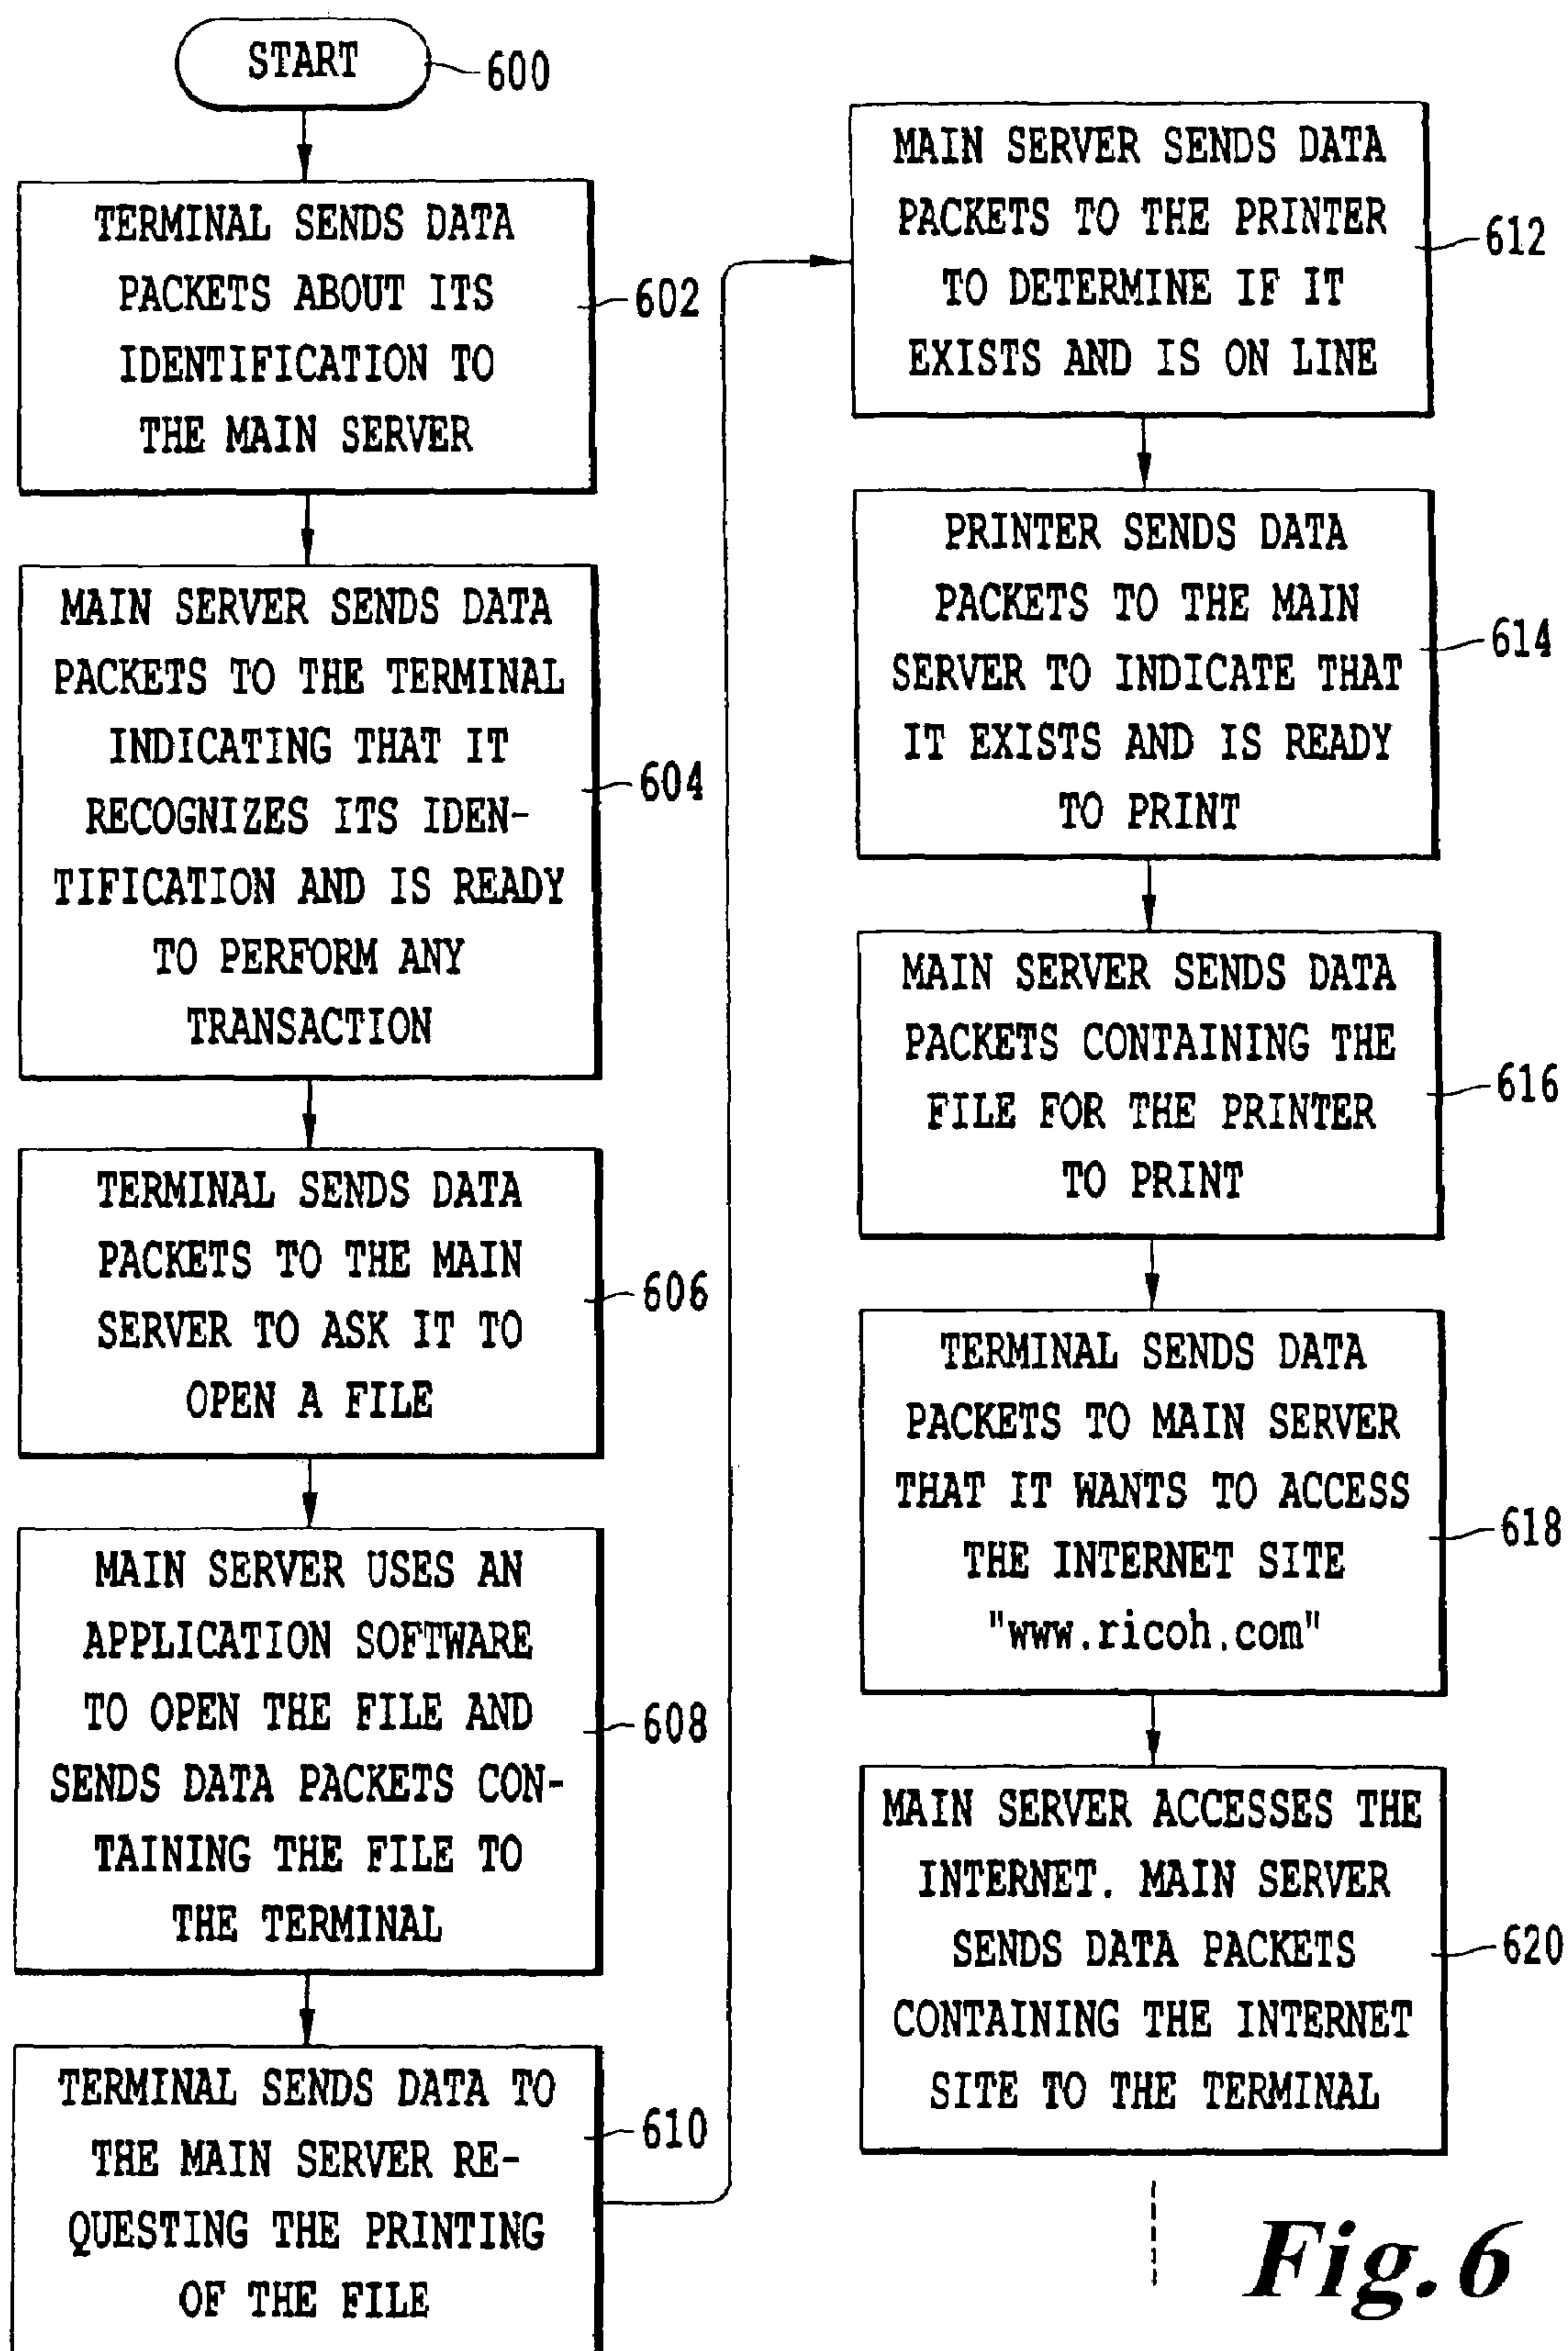 START
600
TERMINAL SENDS DATA
PACKETS ABOUT ITS
IDENTIFICATION TO
THE MAIN SERVER
602
MAIN SERVER SENDS DATA
PACKETS TO THE TERMINAL
INDICATING THAT IT
RECOGNIZES ITS IDEN-
TIFICATION AND IS READY
TO PERFORM ANY
TRANSACTION
604
TERMINAL SENDS DATA
PACKETS TO THE MAIN
SERVER TO ASK IT TO
OPEN A FILE
606
MAIN SERVER USES AN
APPLICATION SOFTWARE
TO OPEN THE FILE AND
SENDS DATA PACKETS CON-
TAINING THE FILE TO
THE TERMINAL
608
TERMINAL SENDS DATA TO
THE MAIN SERVER RE-
QUESTING THE PRINTING
OF THE FILE
610
MAIN SERVER SENDS DATA
PACKETS TO THE PRINTER
TO DETERMINE IF IT
EXISTS AND IS ON LINE
612
PRINTER SENDS DATA
PACKETS TO THE MAIN
SERVER TO INDICATE THAT
IT EXISTS AND IS READY
TO PRINT
614
MAIN SERVER SENDS DATA
PACKETS CONTAINING THE
FILE FOR THE PRINTER
TO PRINT
616
TERMINAL SENDS DATA
PACKETS TO MAIN SERVER
THAT IT WANTS TO ACCESS
THE INTERNET SITE
"www.ricoh.com"
618
MAIN SERVER ACCESSES THE
INTERNET. MAIN SERVER
SENDS DATA PACKETS
CONTAINING THE INTERNET
SITE TO THE TERMINAL
620
Fig. 6